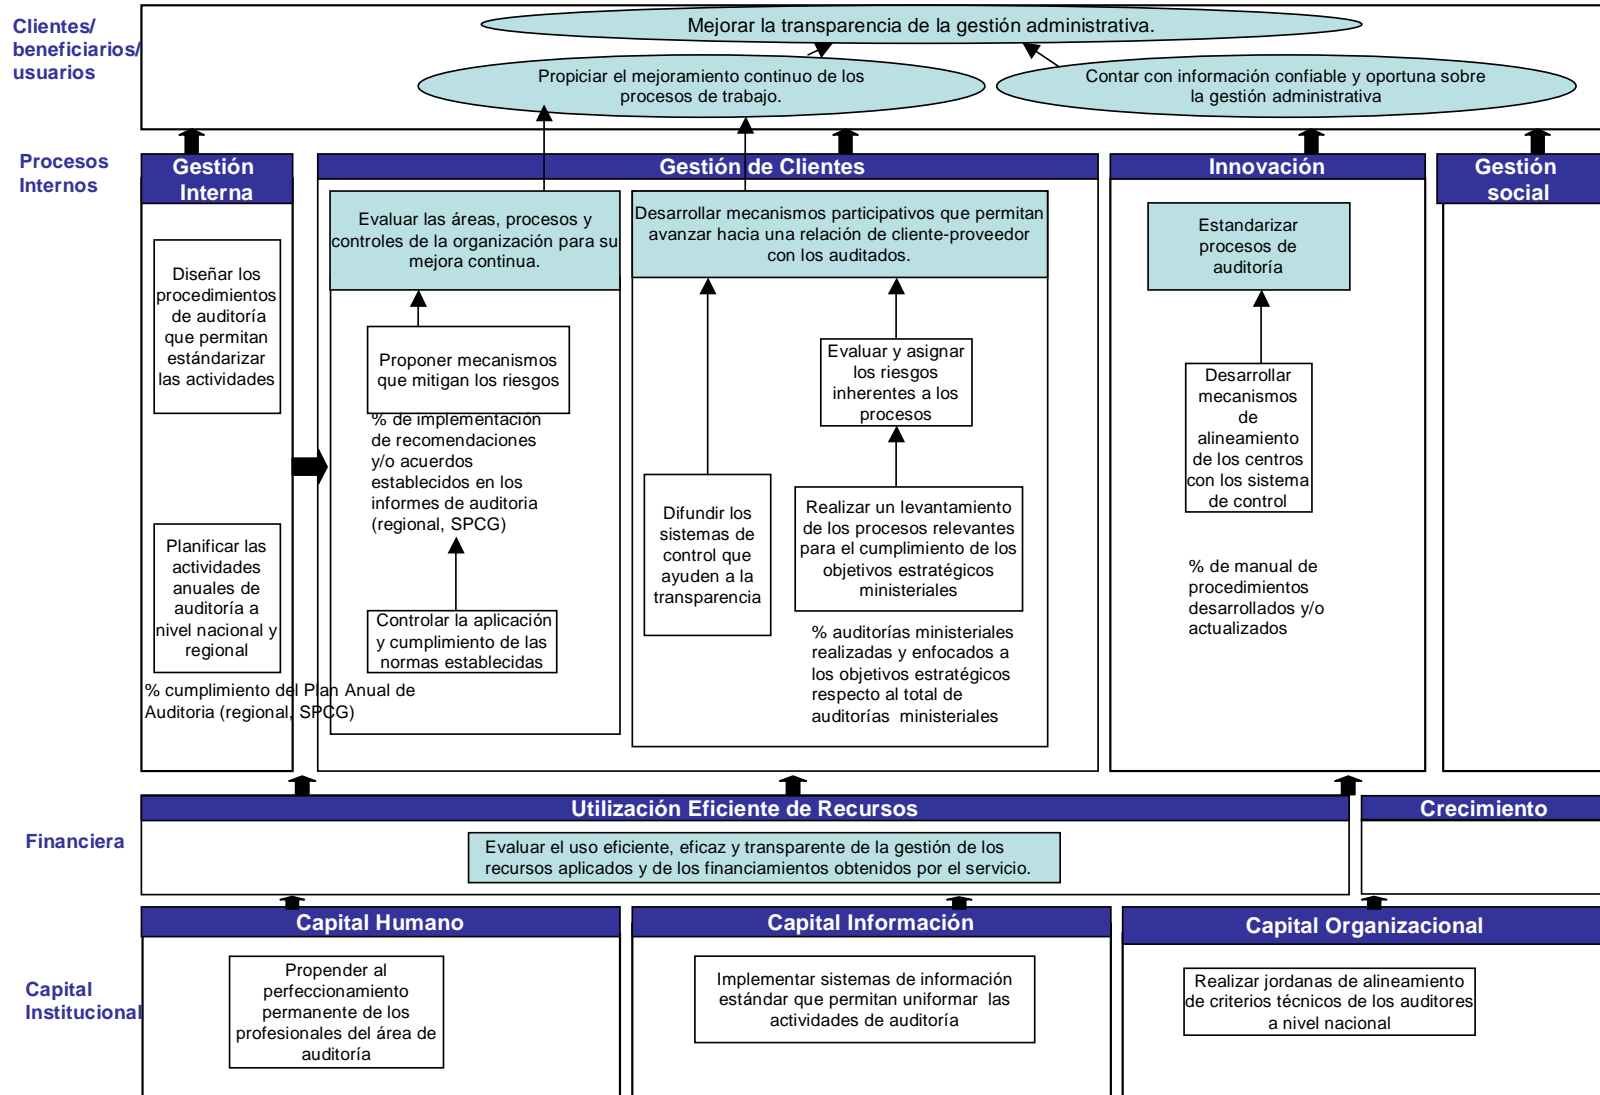 Clientes/
beneficiarios/
usuarios
Mejorar la transparencia de la gestión administrativa.
Propiciar el mejoramiento continuo de los
procesos de trabajo.
Contar con información confiable y oportuna sobre
la gestión administrativa
Procesos
Internos
Gestión
Interna
Gestión de Clientes
Innovación
Gestión
social
Diseñar los
procedimientos
de auditoría
que permitan
estándarizar
las actividades
Planificar las
actividades
anuales de
auditoría a
nivel nacional y
regional
% cumplimiento del Plan Anual de
Auditoria (regional, SPCG)
Evaluar las áreas, procesos y
controles de la organización para su
mejora continua.
Proponer mecanismos
que mitigan los riesgos
% de implementación
de recomendaciones
y/o acuerdos
establecidos en los
informes de auditoria
(regional, SPCG)
Controlar la aplicación
y cumplimiento de las
normas establecidas
Desarrollar mecanismos participativos que permitan
avanzar hacia una relación de cliente-proveedor
con los auditados.
Difundir los
sistemas de
control que
ayuden a la
transparencia
Evaluar y asignar
los riesgos
inherentes a los
procesos
Realizar un levantamiento
de los procesos relevantes
para el cumplimiento de los
objetivos estratégicos
ministeriales
% auditorías ministeriales
realizadas y enfocados a
los objetivos estratégicos
respecto al total de
auditorías ministeriales
Estandarizar
procesos de
auditoría
Desarrollar
mecanismos
de
alineamiento
de los centros
con los sistema
de control
% de manual de
procedimientos
desarrollados y/o
actualizados
Financiera
Utilización Eficiente de Recursos
Crecimiento
Evaluar el uso eficiente, eficaz y transparente de la gestión de los
recursos aplicados y de los financiamientos obtenidos por el servicio.
Capital
Institucional
Capital Humano
Capital Información
Capital Organizacional
Propender al
perfeccionamiento
permanente de los
profesionales del área de
auditoría
Implementar sistemas de información
estándar que permitan uniformar las
actividades de auditoría
Realizar jordanas de alineamiento
de criterios técnicos de los auditores
a nivel nacional